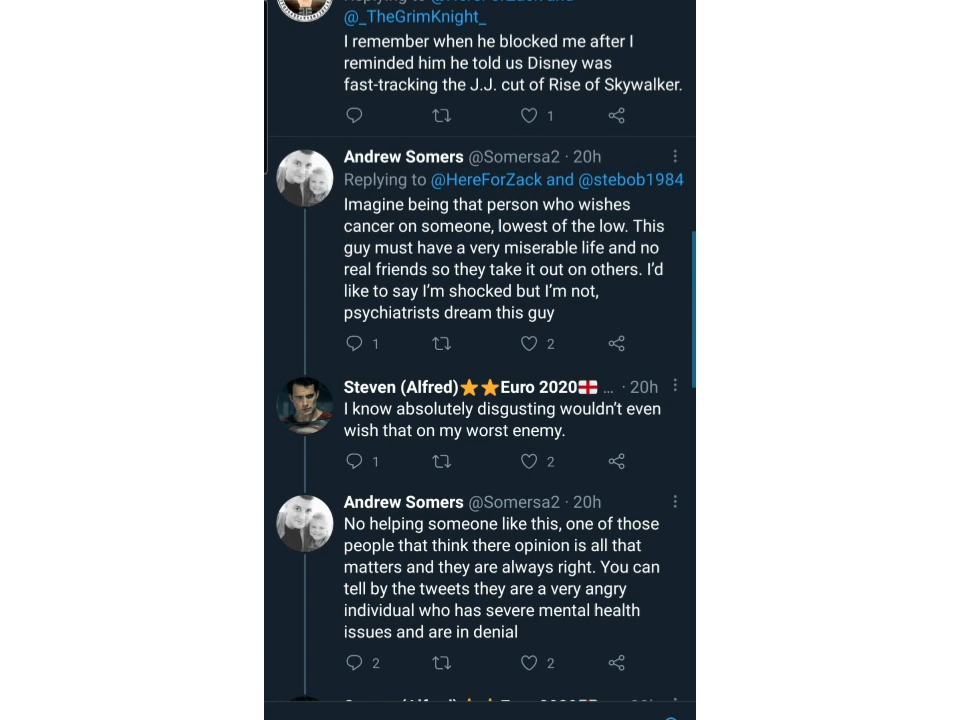 @_TheGrimKnight_
I remember when he blocked me after I
reminded him he told us Disney was
fast-tracking the J.J. cut of Rise of Skywalker.
1
Andrew Somers @Somersa2 · 20h
Replying to @HereForZack and @stebob1984
Imagine being that person who wishes
cancer on someone, lowest of the low. This
guy must have a very miserable life and no
real friends so they take it out on others. I'd
like to say I'm shocked but I'm not,
psychiatrists dream this guy
1 2
Steven (Alfred)⭐⭐Euro 2020🏴󠁧󠁢󠁥󠁮󠁧󠁿 ... · 20h
I know absolutely disgusting wouldn't even
wish that on my worst enemy.
1 2
Andrew Somers @Somersa2 · 20h
No helping someone like this, one of those
people that think there opinion is all that
matters and they are always right. You can
tell by the tweets they are a very angry
individual who has severe mental health
issues and are in denial
2 2